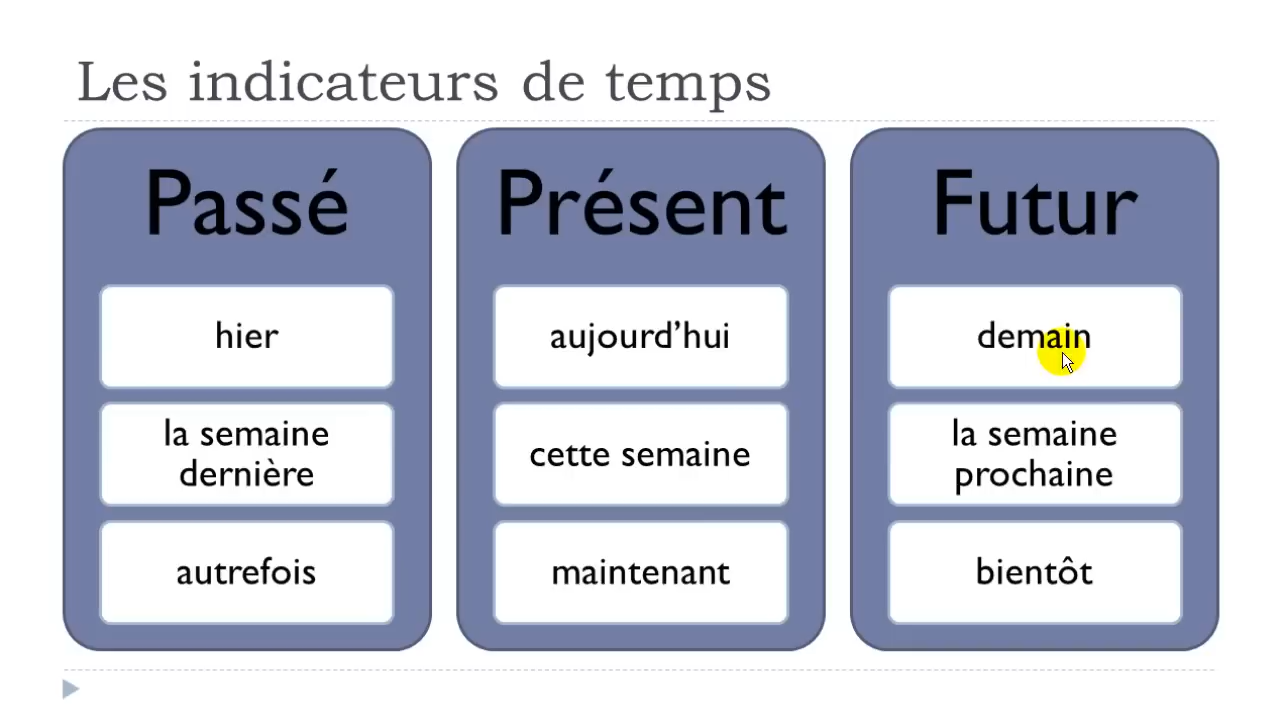 Les indicateurs de temps
Passé
hier
la semaine
dernière
autrefois
Présent
aujourd’hui
cette semaine
maintenant
Futur
demain
la semaine
prochaine
bientôt